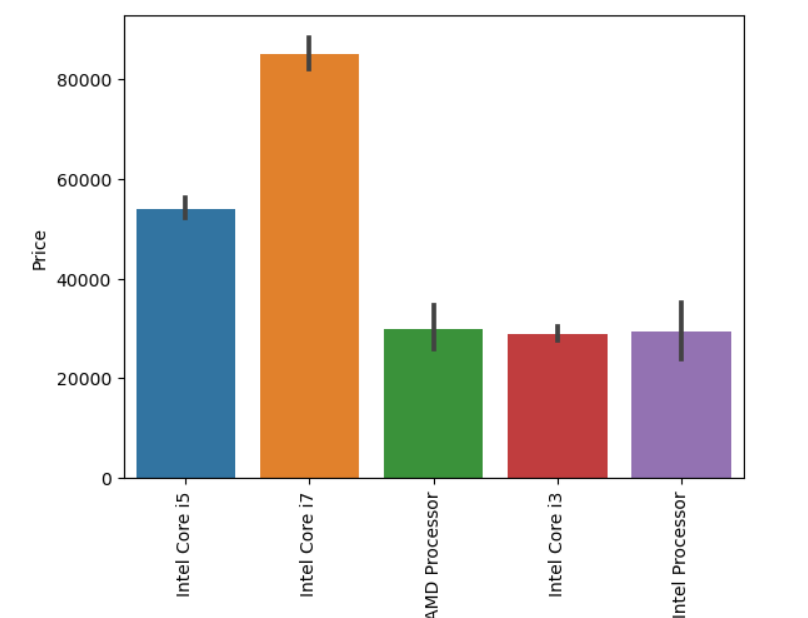 80000
60000
40000
20000
0
Price
Intel Core i5
Intel Core i7
AMD Processor
Intel Core i3
Intel Processor